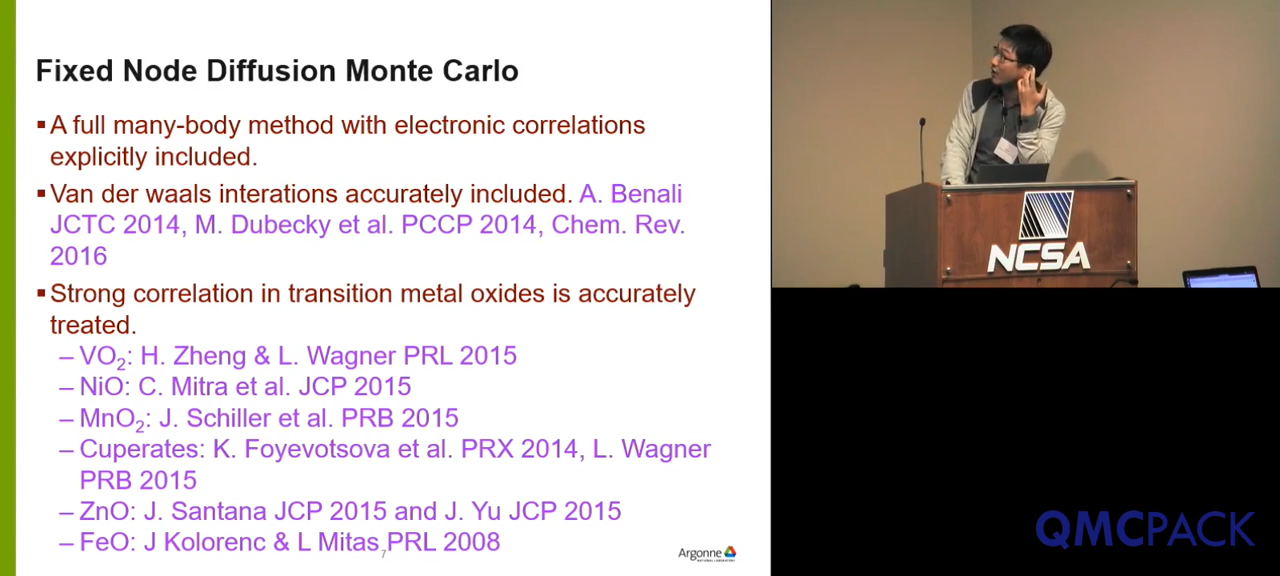 Fixed Node Diffusion Monte Carlo
▪A full many-body method with electronic correlations
explicitly included.
▪Van der waals interations accurately included. A. Benali
JCTC 2014, M. Dubecky et al. PCCP 2014, Chem. Rev.
2016
▪Strong correlation in transition metal oxides is accurately
treated.
– VO₂: H. Zheng & L. Wagner PRL 2015
– NiO: C. Mitra et al. JCP 2015
– MnO₂: J. Schiller et al. PRB 2015
– Cuperates: K. Foyevotsova et al. PRX 2014, L. Wagner
PRB 2015
– ZnO: J. Santana JCP 2015 and J. Yu JCP 2015
– FeO: J Kolorenc & L Mitas PRL 2008
7
Argonne
NATIONAL LABORATORY
NCSA
QMCPACK